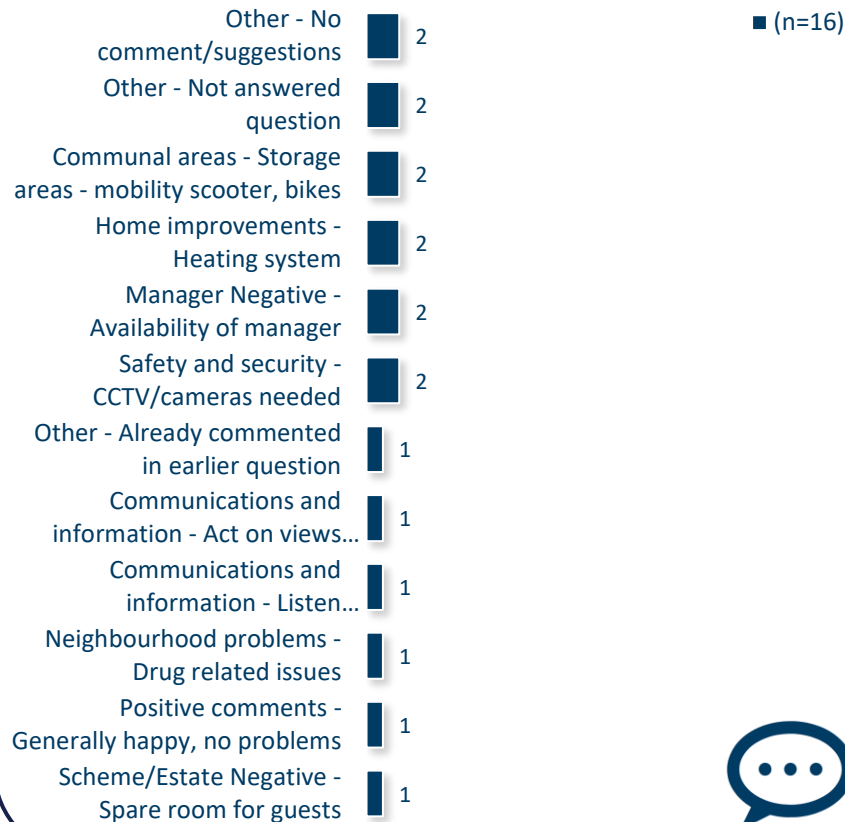 Other - No
comment/suggestions
2
(n=16)
Other - Not answered
question
2
Communal areas - Storage
areas - mobility scooter, bikes
2
Home improvements -
Heating system
2
Manager Negative -
Availability of manager
2
Safety and security -
CCTV/cameras needed
2
Other - Already commented
in earlier question
1
Communications and
information - Act on views...
1
Communications and
information - Listen...
1
Neighbourhood problems -
Drug related issues
1
Positive comments -
Generally happy, no problems
1
Scheme/Estate Negative -
Spare room for guests
1